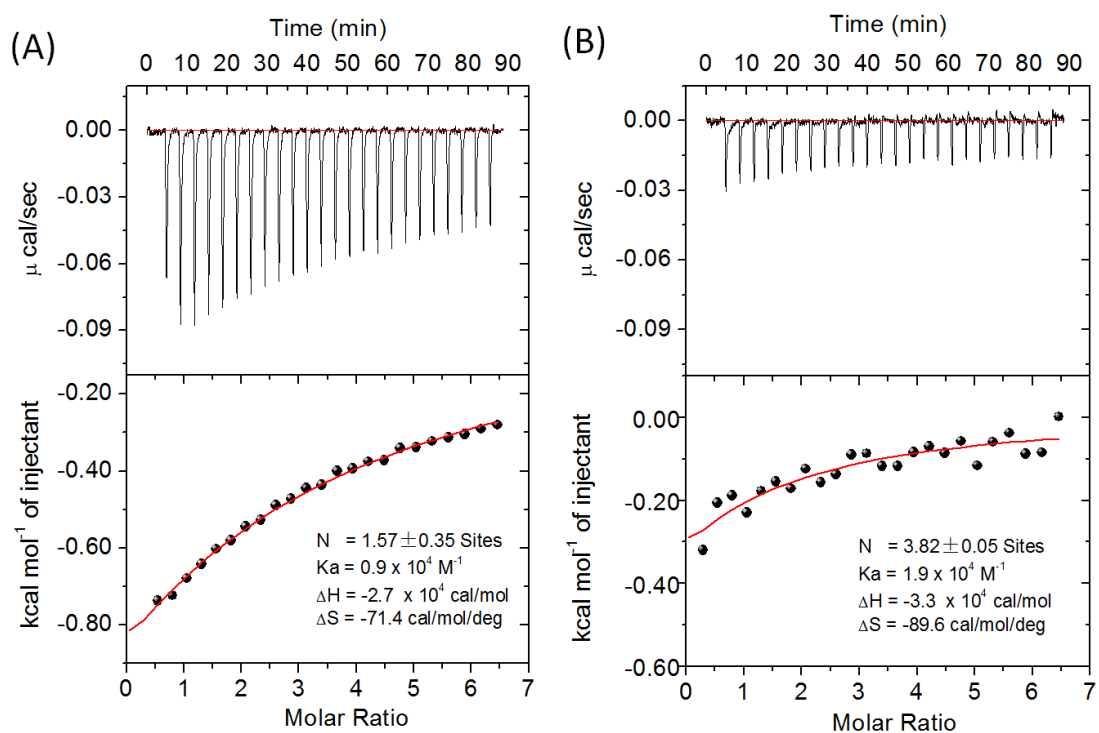 (A)
Time (min)
0 10 20 30 40 50 60 70 80 90
0.00
-0.03
-0.06
-0.09
μ cal/sec
-0.20
-0.40
-0.60
-0.80
kcal mol⁻¹ of injectant
N = 1.57±0.35 Sites
Ka = 0.9 x 10⁴ M⁻¹
ΔH = -2.7 x 10⁴ cal/mol
ΔS = -71.4 cal/mol/deg
0 1 2 3 4 5 6 7
Molar Ratio
(B)
Time (min)
0 10 20 30 40 50 60 70 80 90
0.00
-0.03
-0.06
-0.09
μ cal/sec
0.00
-0.20
-0.40
-0.60
kcal mol⁻¹ of injectant
N = 3.82±0.05 Sites
Ka = 1.9 x 10⁴ M⁻¹
ΔH = -3.3 x 10⁴ cal/mol
ΔS = -89.6 cal/mol/deg
0 1 2 3 4 5 6 7
Molar Ratio